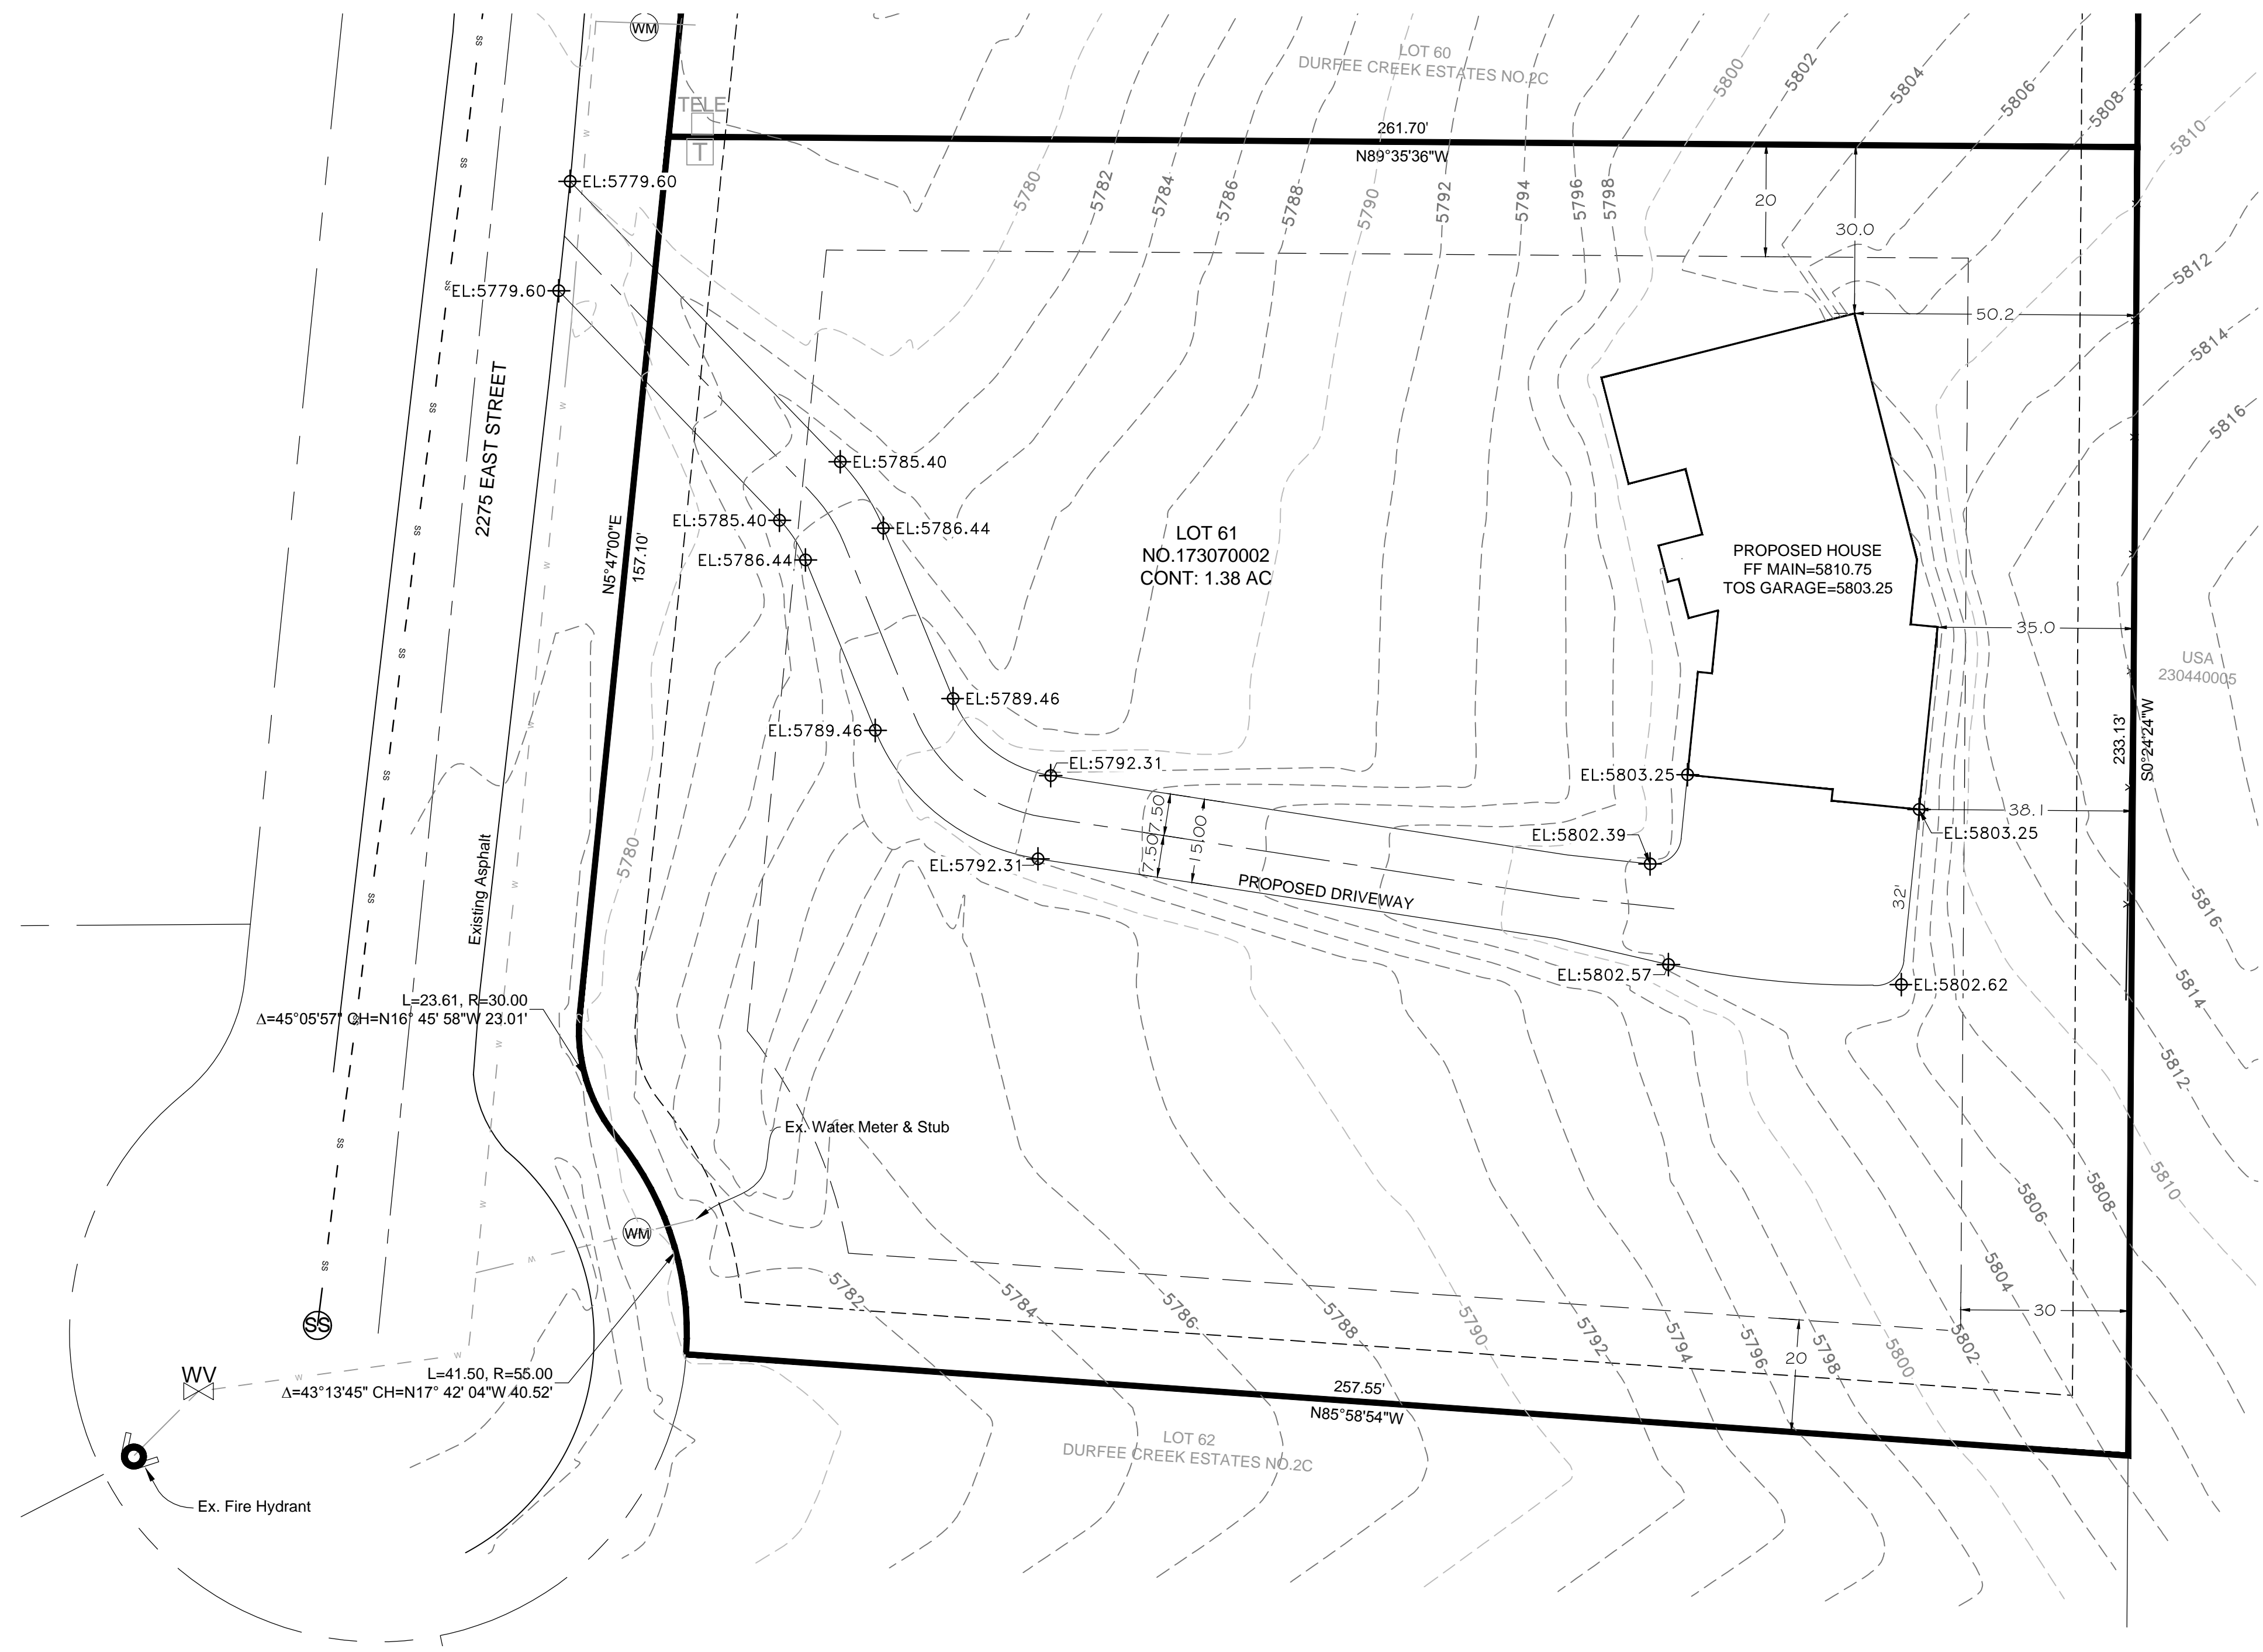 WM
LOT 60
DURFEE CREEK ESTATES NO.2C
5800
5802
5804
5806
5808
5810
TELE
T
261.70'
N89°35'36"W
EL:5779.60
5780
5782
5784
5786
5788
5790
5792
5794
5796
5798
20
30.0
5812
EL:5779.60
SS
50.2
5814
5816
2275 EAST STREET
EL:5785.40
EL:5785.40
EL:5786.44
EL:5786.44
N5°47'00"E
157.10'
LOT 61
NO.173070002
CONT: 1.38 AC
PROPOSED HOUSE
FF MAIN=5810.75
TOS GARAGE=5803.25
35.0
USA
230440005
EL:5789.46
EL:5789.46
233.13'
S0°24'24"W
EL:5792.31
EL:5803.25
38.1
EL:5803.25
7.50
7.50
15.00
EL:5802.39
EL:5792.31
PROPOSED DRIVEWAY
32'
5780
Existing Asphalt
5816
EL:5802.57
EL:5802.62
5814
L=23.61, R=30.00
Δ=45°05'57" CH=N16° 45' 58"W 23.01'
5812
Ex. Water Meter & Stub
5810
5808
5806
WM
W
SS
SS
5782
5784
5786
5788
5790
5792
5794
5796
5798
5800
5802
5804
30
20
WV
L=41.50, R=55.00
Δ=43°13'45" CH=N17° 42' 04"W 40.52'
257.55'
N85°58'54"W
LOT 62
DURFEE CREEK ESTATES NO.2C
Ex. Fire Hydrant